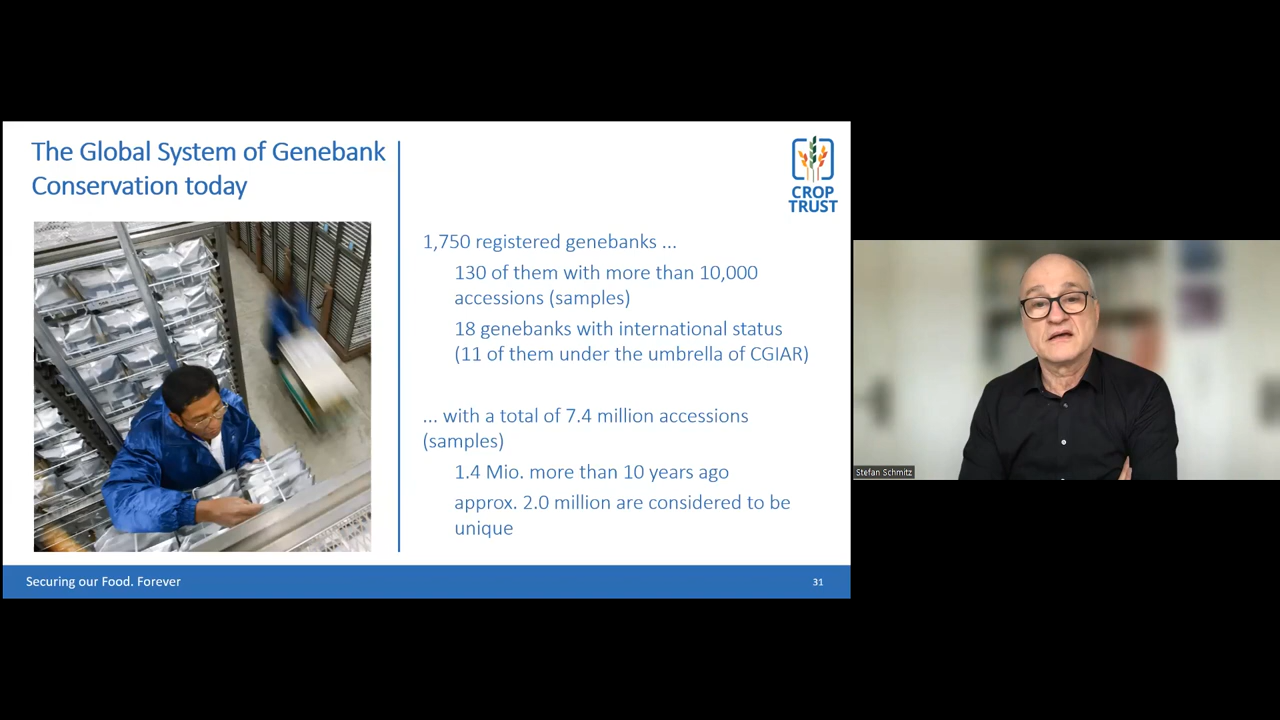 The Global System of Genebank
Conservation today
CROP
TRUST
1,750 registered genebanks ...
130 of them with more than 10,000
accessions (samples)
18 genebanks with international status
(11 of them under the umbrella of CGIAR)
... with a total of 7.4 million accessions
(samples)
1.4 Mio. more than 10 years ago
approx. 2.0 million are considered to be
unique
Stefan Schmitz
Securing our Food. Forever
31